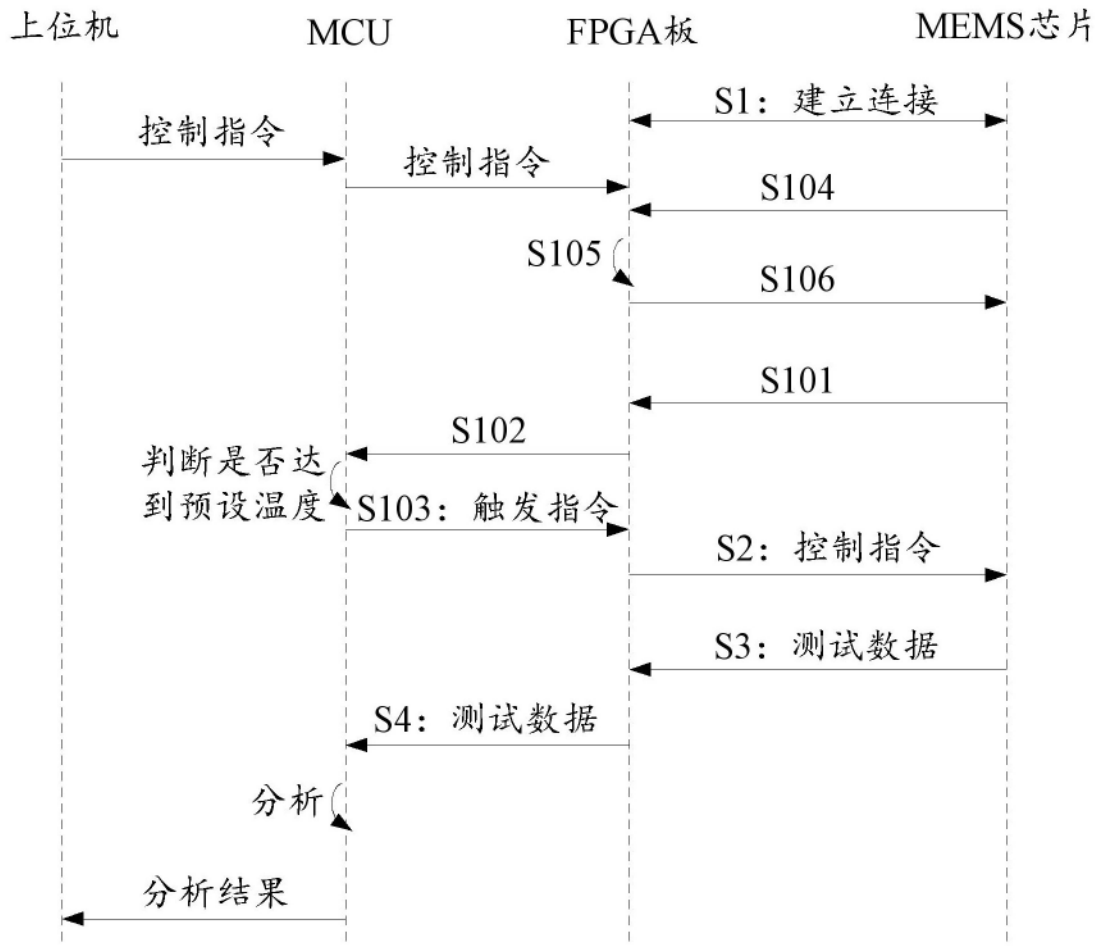 上位机
MCU
FPGA板
MEMS芯片
S1：建立连接
控制指令
控制指令
S104
S105
S106
S101
S102
判断是否达
到预设温度
S103：触发指令
S2：控制指令
S3：测试数据
S4：测试数据
分析
分析结果